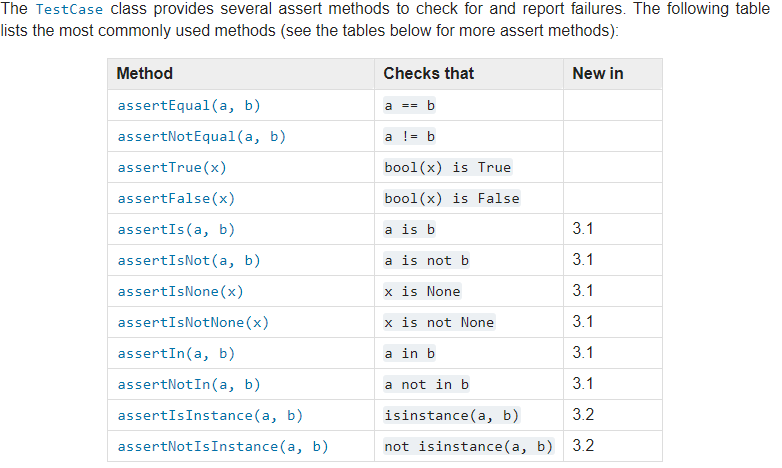 The TestCase class provides several assert methods to check for and report failures. The following table
lists the most commonly used methods (see the tables below for more assert methods):
Method Checks that New in
assertEqual(a, b) a == b
assertNotEqual(a, b) a != b
assertTrue(x) bool(x) is True
assertFalse(x) bool(x) is False
assertIs(a, b) a is b 3.1
assertIsNot(a, b) a is not b 3.1
assertIsNone(x) x is None 3.1
assertIsNotNone(x) x is not None 3.1
assertIn(a, b) a in b 3.1
assertNotIn(a, b) a not in b 3.1
assertIsInstance(a, b) isinstance(a, b) 3.2
assertNotIsInstance(a, b) not isinstance(a, b) 3.2